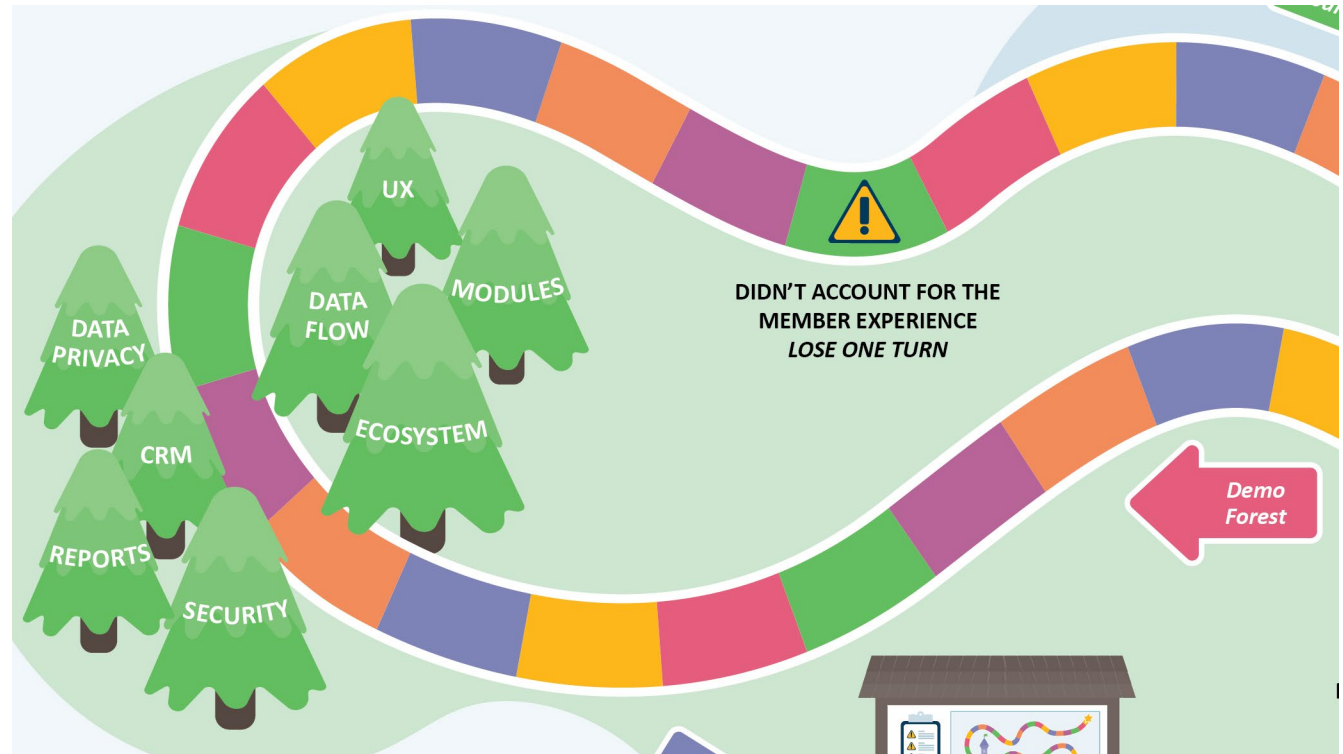 UX
MODULES
DATA
FLOW
DATA
PRIVACY
ECOSYSTEM
CRM
REPORTS
SECURITY
DIDN'T ACCOUNT FOR THE
MEMBER EXPERIENCE
LOSE ONE TURN
Demo
Forest